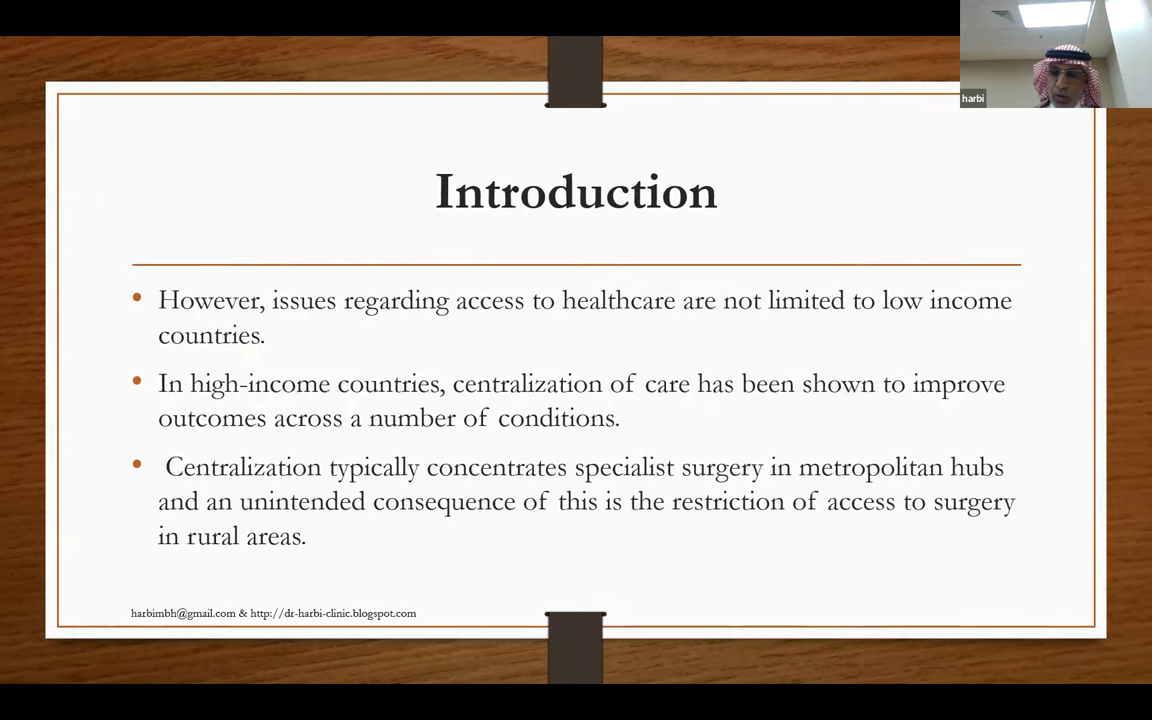 harbi
Introduction
• However, issues regarding access to healthcare are not limited to low income
countries.
• In high-income countries, centralization of care has been shown to improve
outcomes across a number of conditions.
• Centralization typically concentrates specialist surgery in metropolitan hubs
and an unintended consequence of this is the restriction of access to surgery
in rural areas.
harbimbh@gmail.com & http://dr-harbi-clinic.blogspot.com